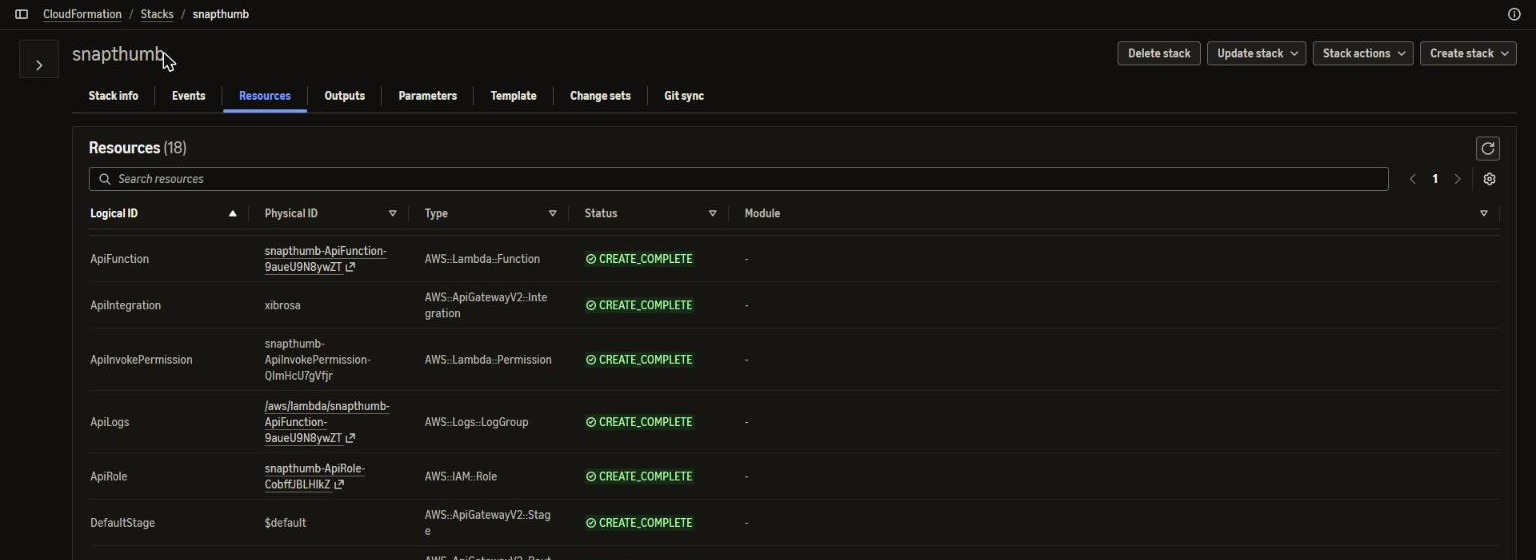 CloudFormation / Stacks / snapthumb
snapthumb
Delete stack Update stack Stack actions Create stack
Stack info Events Resources Outputs Parameters Template Change sets Git sync
Resources (18)
Search resources
1
Logical ID Physical ID Type Status Module
ApiFunction
snapthumb-ApiFunction-
9aueU9N8ywZT
AWS::Lambda::Function
CREATE_COMPLETE
-
ApiIntegration
xibrosa
AWS::ApiGatewayV2::Inte
gration
CREATE_COMPLETE
-
ApiInvokePermission
snapthumb-
ApiInvokePermission-
QlmHcU7gVfjr
AWS::Lambda::Permission
CREATE_COMPLETE
-
ApiLogs
/aws/lambda/snapthumb-
ApiFunction-
9aueU9N8ywZT
AWS::Logs::LogGroup
CREATE_COMPLETE
-
ApiRole
snapthumb-ApiRole-
CobffJBLHIkZ
AWS::IAM::Role
CREATE_COMPLETE
-
DefaultStage
$default
AWS::ApiGatewayV2::Stag
e
CREATE_COMPLETE
-